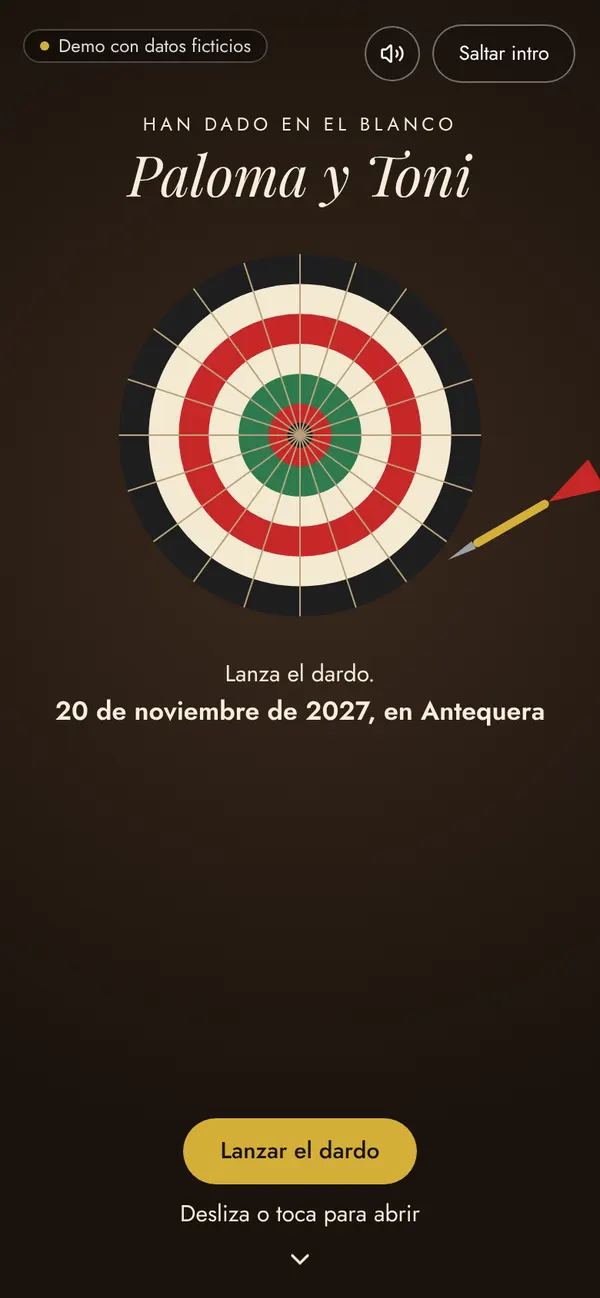 Demo con datos ficticios
Saltar intro
HAN DADO EN EL BLANCO
Paloma y Toni
Lanza el dardo.
20 de noviembre de 2027, en Antequera
Lanzar el dardo
Desliza o toca para abrir